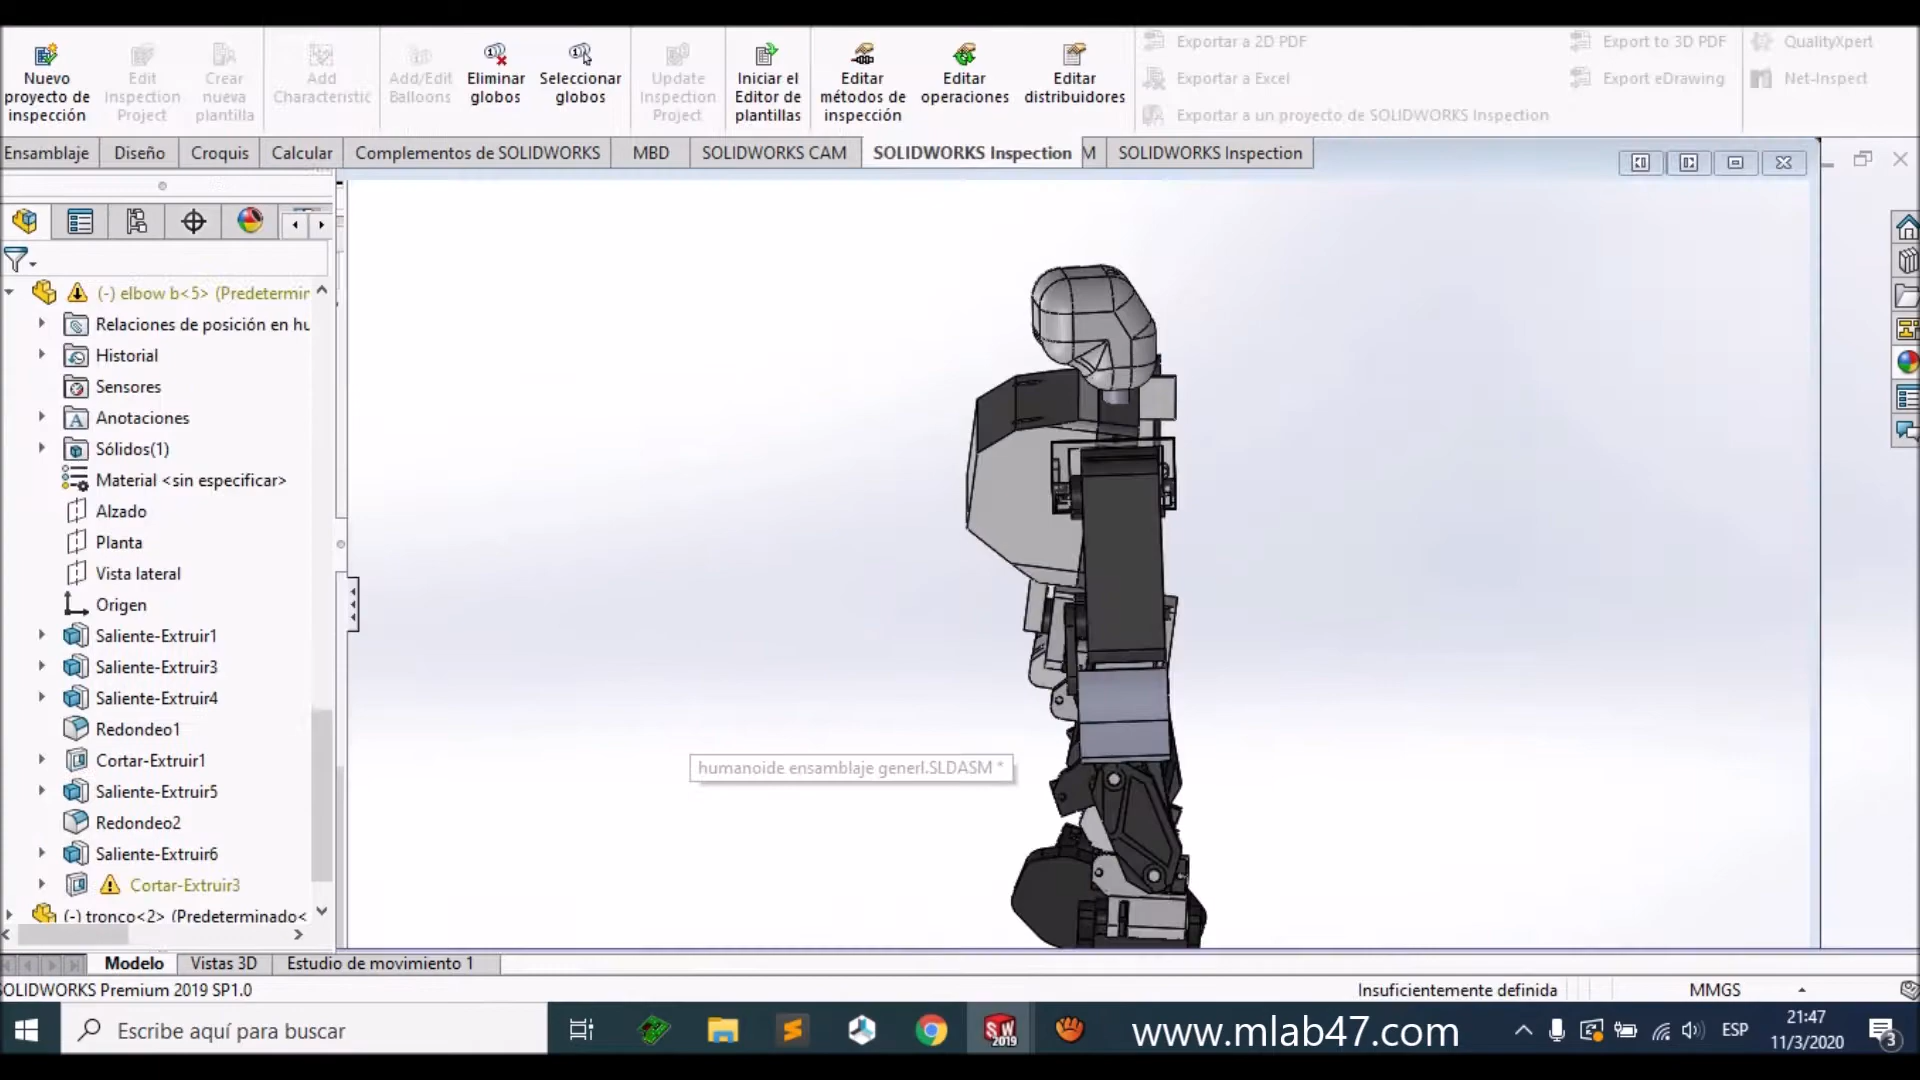 Nuevo
proyecto de
inspección
Edit
Inspection
Project
Crear
nueva
plantilla
Add
Characteristic
Add/Edit
Balloons
Eliminar
globos
Seleccionar
globos
Update
Inspection
Project
Iniciar el
Editor de
plantillas
Editar
métodos de
inspección
Editar
operaciones
Editar
distribuidores
Exportar a 2D PDF
Exportar a Excel
Exportar a un proyecto de SOLIDWORKS Inspection
Export to 3D PDF
Export eDrawing
QualityXpert
Net-Inspect
Ensamblaje
Diseño
Croquis
Calcular
Complementos de SOLIDWORKS
MBD
SOLIDWORKS CAM
SOLIDWORKS Inspection
M
SOLIDWORKS Inspection
(-) elbow b<5> (Predetermin
Relaciones de posición en hu
Historial
Sensores
Anotaciones
Sólidos(1)
Material <sin especificar>
Alzado
Planta
Vista lateral
Origen
Saliente-Extruir1
Saliente-Extruir3
Saliente-Extruir4
Redondeo1
Cortar-Extruir1
Saliente-Extruir5
Redondeo2
Saliente-Extruir6
Cortar-Extruir3
(-) tronco<2> (Predeterminado<
humanoide ensamblaje generl.SLDASM *
Modelo
Vistas 3D
Estudio de movimiento 1
SOLIDWORKS Premium 2019 SP1.0
Insuficientemente definida
MMGS
Escribe aquí para buscar
SW
2019
www.mlab47.com
ESP
21:47
11/3/2020
3